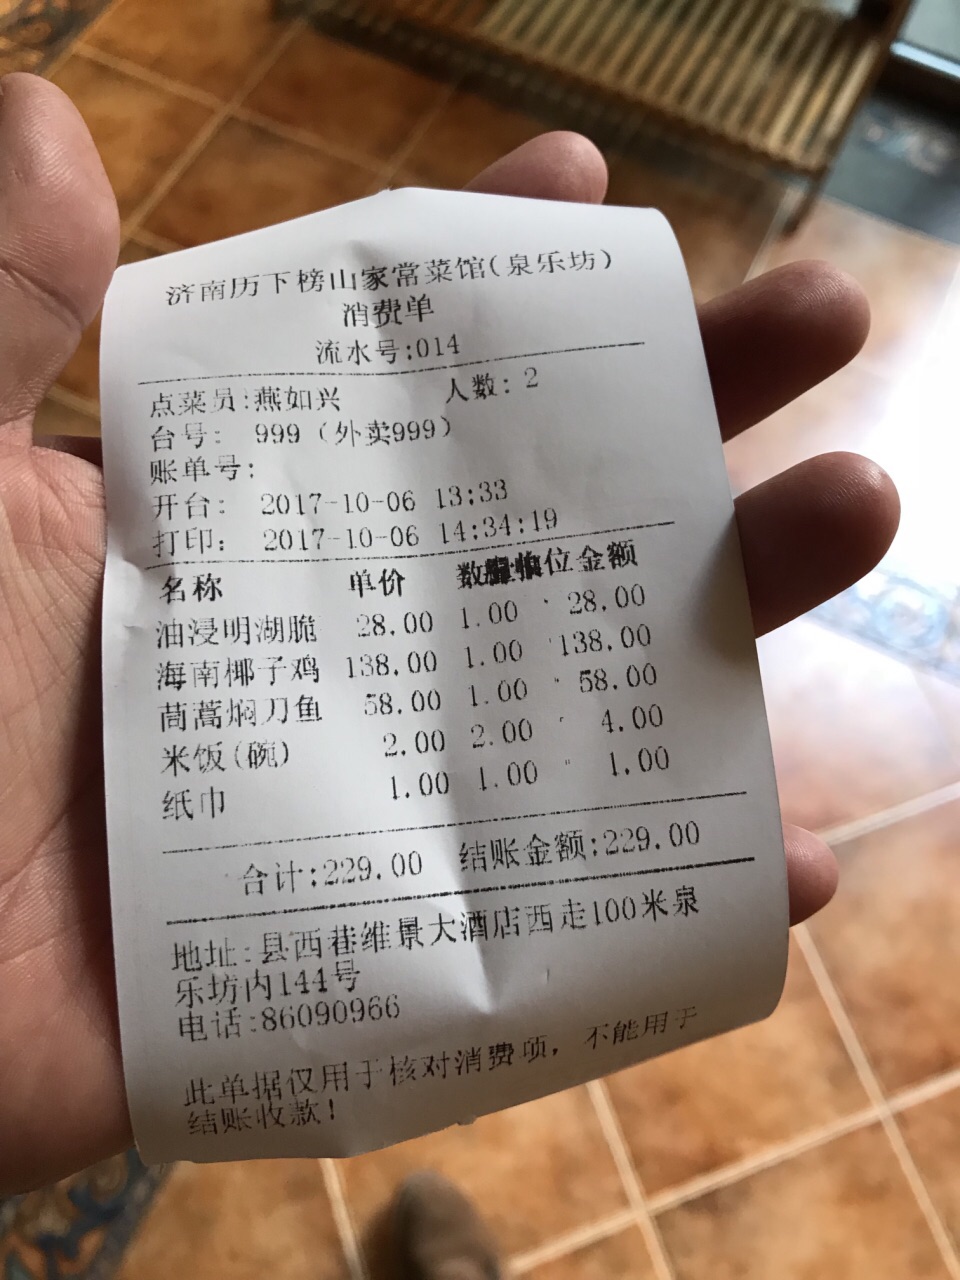 济南历下榜山家常菜馆(泉乐坊)
消费单
流水号:014
点菜员:燕如兴 人数: 2
台号: 999 (外卖999)
账单号:
开台: 2017-10-06 13:33
打印: 2017-10-06 14:34:19
名称 单价 数 位 金额
油浸明湖脆 28.00 1.00 28.00
海南椰子鸡 138.00 1.00 138.00
茼蒿焖刀鱼 58.00 1.00 58.00
米饭(碗) 2.00 2.00 4.00
纸巾 1.00 1.00 1.00
合计:229.00 结账金额:229.00
地址:县西巷维景大酒店西走100米泉
乐坊内144号
电话:86090966
此单据仅用于核对消费项，不能用于
结账收款!